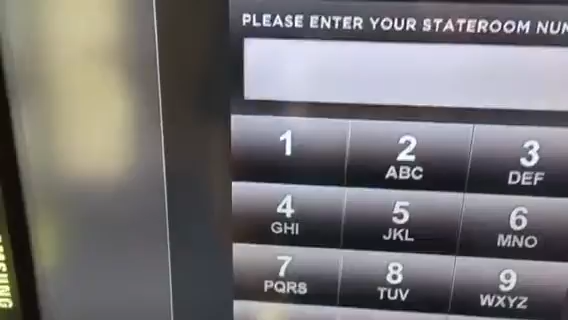 PLEASE ENTER YOUR STATEROOM NUM
1 2 3
ABC DEF
4 5 6
GHI JKL MNO
7 8 9
PQRS TUV WXYZ
SAMSUNG